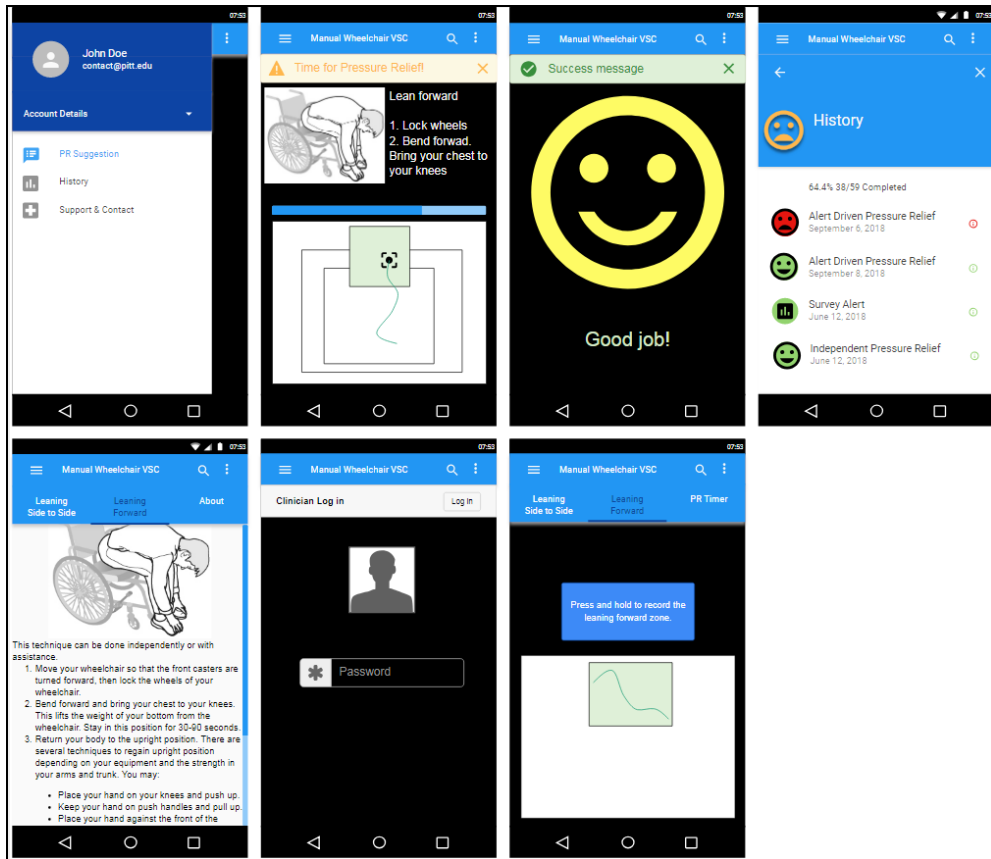 07:53
John Doe
contact@pitt.edu
Account Details
PR Suggestion
History
Support & Contact
07:53
Manual Wheelchair VSC
Time for Pressure Relief!
Lean forward
1. Lock wheels
2. Bend forwad.
Bring your chest to
your knees
07:53
Manual Wheelchair VSC
Success message
Good job!
07:53
Manual Wheelchair VSC
History
64.4% 38/59 Completed
Alert Driven Pressure Relief
September 6, 2018
Alert Driven Pressure Relief
September 8, 2018
Survey Alert
June 12, 2018
Independent Pressure Relief
June 12, 2018
07:53
Manual Wheelchair VSC
Leaning
Side to Side
Leaning
Forward
About
This technique can be done independently or with
assistance.
1. Move your wheelchair so that the front casters are
turned forward, then lock the wheels of your
wheelchair.
2. Bend forward and bring your chest to your knees.
This lifts the weight of your bottom from the
wheelchair. Stay in this position for 30-90 seconds.
3. Return your body to the upright position. There are
several techniques to regain upright position
depending on your equipment and the strength in
your arms and trunk. You may:
• Place your hand on your knees and push up.
• Keep your hand on push handles and pull up.
• Place your hand against the front of the
07:53
Manual Wheelchair VSC
Clinician Log in
Log In
Password
07:53
Manual Wheelchair VSC
Leaning
Side to Side
Leaning
Forward
PR Timer
Press and hold to record the
leaning forward zone.